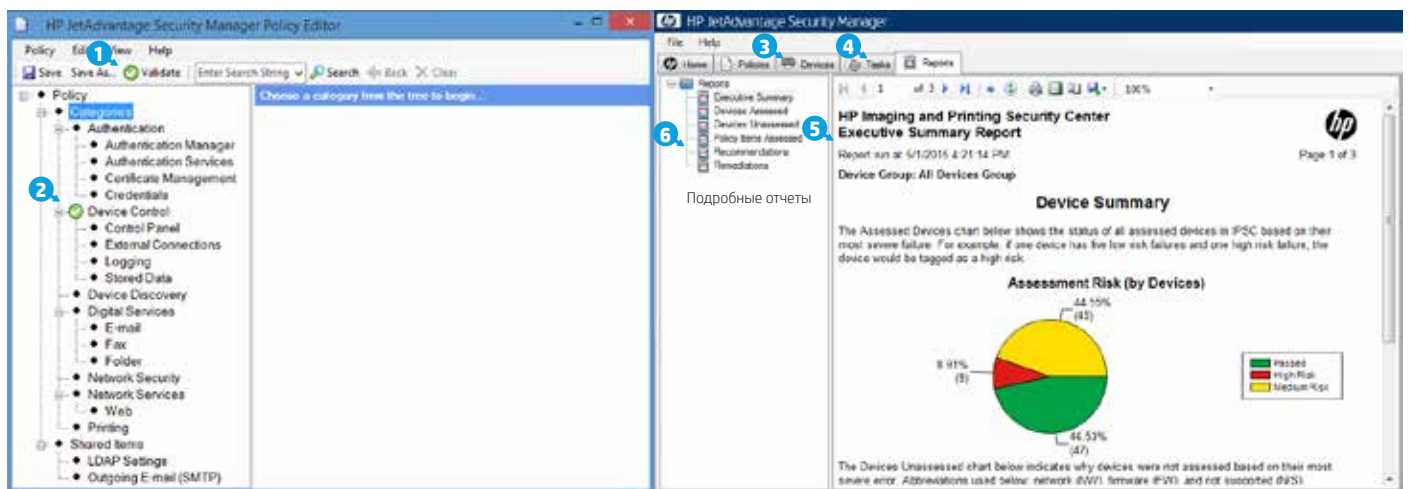 HP JetAdvantage Security Manager Policy Editor
Policy Edit View Help
1
Save Save As... Validate Enter Search String Search Back Clear
Policy
Choose a category from the tree to begin...
Categories
Authentication
Authentication Manager
Authentication Services
Certificate Management
Credentials
2
Device Control
Control Panel
External Connections
Logging
Stored Data
Device Discovery
Digital Services
E-mail
Fax
Folder
Network Security
Network Services
Web
Printing
Shared Items
LDAP Settings
Outgoing E-mail (SMTP)
HP JetAdvantage Security Manager
File Help
3
4
Home Policies Devices Tasks Reports
Reports
Executive Summary
Devices Assessed
Devices Unassessed
Policy Items Assessed
Recommendations
Remediations
6
Подробные отчеты
1 of 3 100%
5
HP Imaging and Printing Security Center
Executive Summary Report
hp
Report run at 5/1/2015 4:21:14 PM
Page 1 of 3
Device Group: All Devices Group
Device Summary
The Assessed Devices chart below shows the status of all assessed devices in IPSC based on their
most severe failure. For example, if one device has five low risk failures and one high risk failure, the
device would be tagged as a high risk.
Assessment Risk (by Devices)
44.55%
(45)
8.91%
(9)
46.53%
(47)
Passed
High Risk
Medium Risk
The Devices Unassessed chart below indicates why devices were not assessed based on their most
severe error. Abbreviations used below: network (NW), firmware (FW), and not supported (NS).